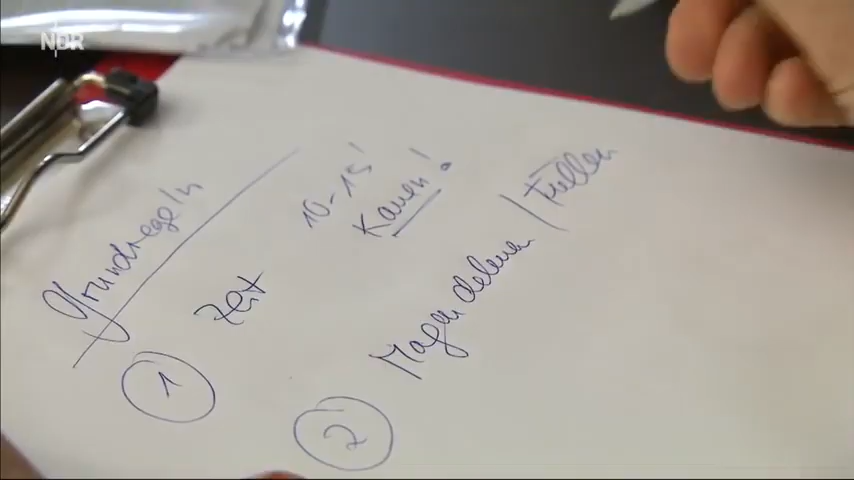 NDR
Grundregeln
① Zeit 10-15'
Kauen!
② Magen dehnen / Füllen